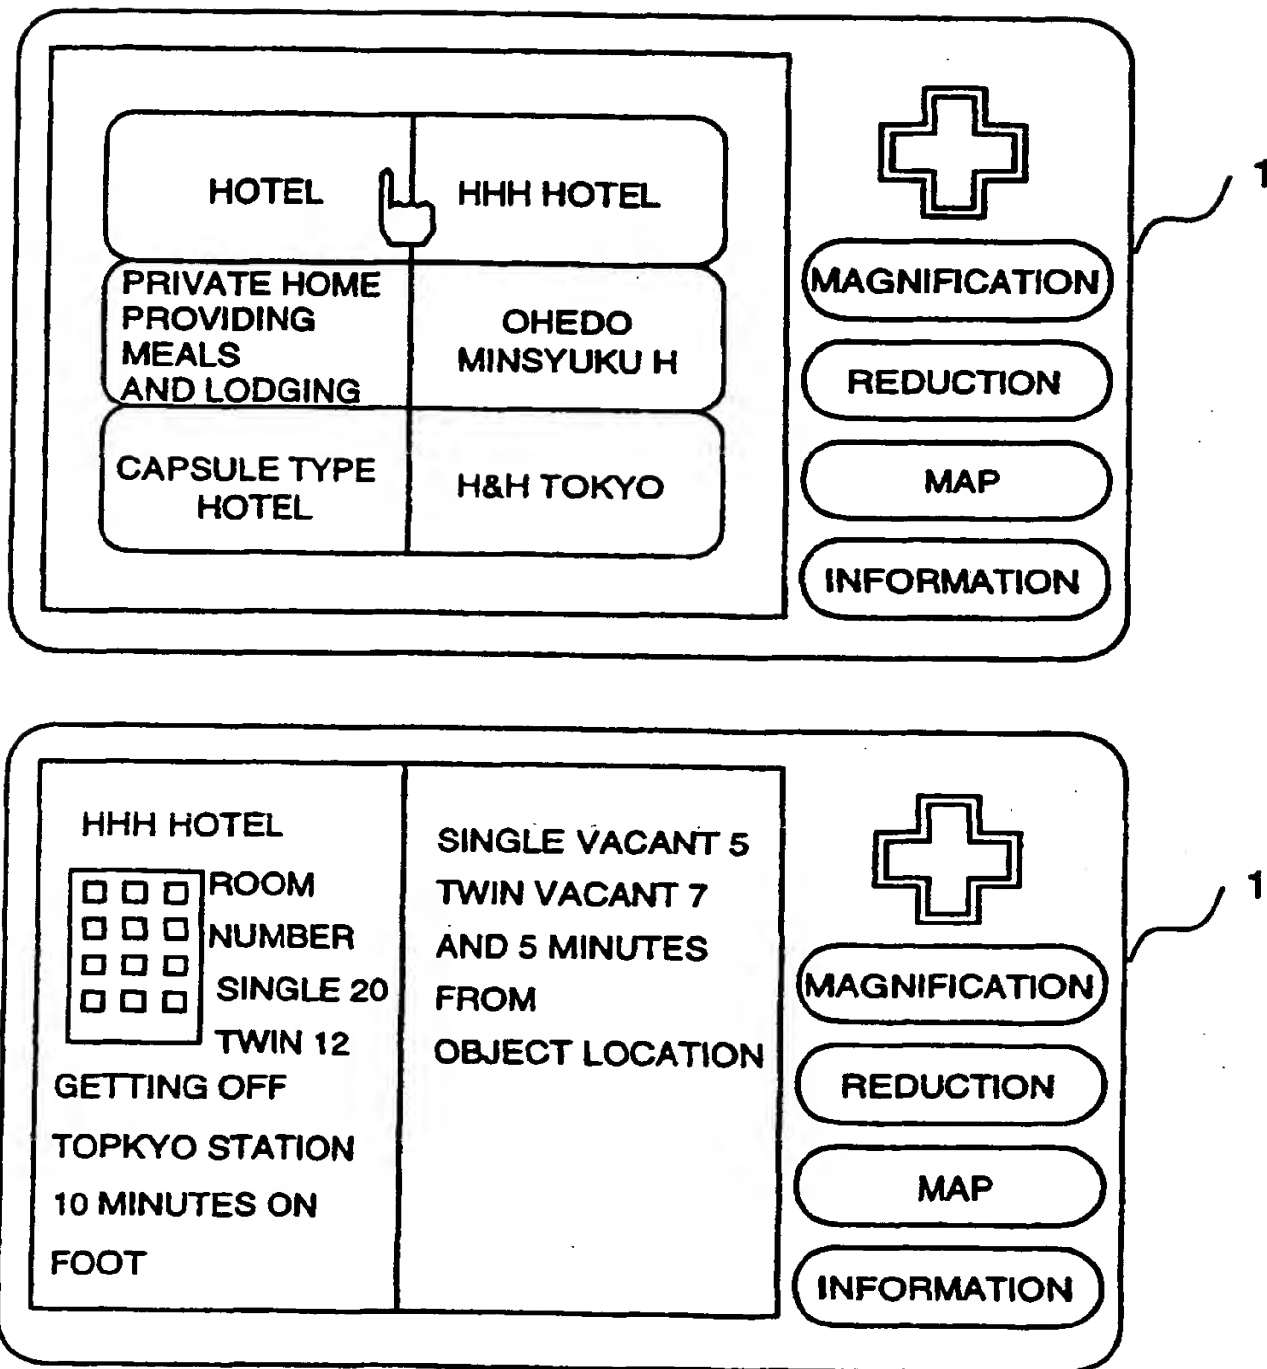 HOTEL
HHH HOTEL
PRIVATE HOME
PROVIDING
MEALS
AND LODGING
OHEDO
MINSYUKU H
CAPSULE TYPE
HOTEL
H&H TOKYO
MAGNIFICATION
REDUCTION
MAP
INFORMATION
1
HHH HOTEL
ROOM
NUMBER
SINGLE 20
TWIN 12
GETTING OFF
TOPKYO STATION
10 MINUTES ON
FOOT
SINGLE VACANT 5
TWIN VACANT 7
AND 5 MINUTES
FROM
OBJECT LOCATION
MAGNIFICATION
REDUCTION
MAP
INFORMATION
1